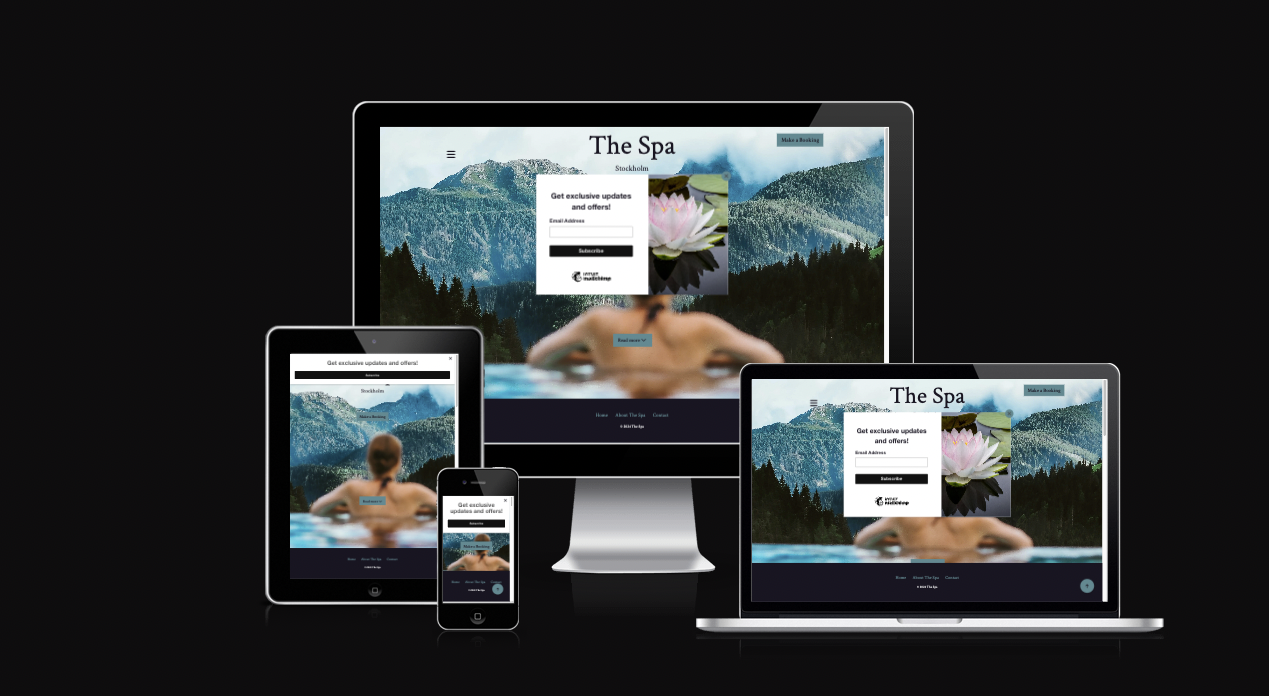 The Spa
Make a Booking
Stockholm
Get exclusive updates
and offers!
Email Address
Subscribe
INTUIT
mailchimp
Read more
Home About The Spa Contact
© 2024 The Spa
Get exclusive updates and offers!
Subscribe
Stockholm
Make a Booking
Read more
Home About The Spa Contact
© 2024 The Spa
Get exclusive
updates and offers!
Subscribe
Make a Booking
Home About The Spa Contact
© 2024 The Spa
The Spa
Make a Booking
Get exclusive updates
and offers!
Email Address
Subscribe
INTUIT
mailchimp
Home About The Spa Contact
© 2024 The Spa